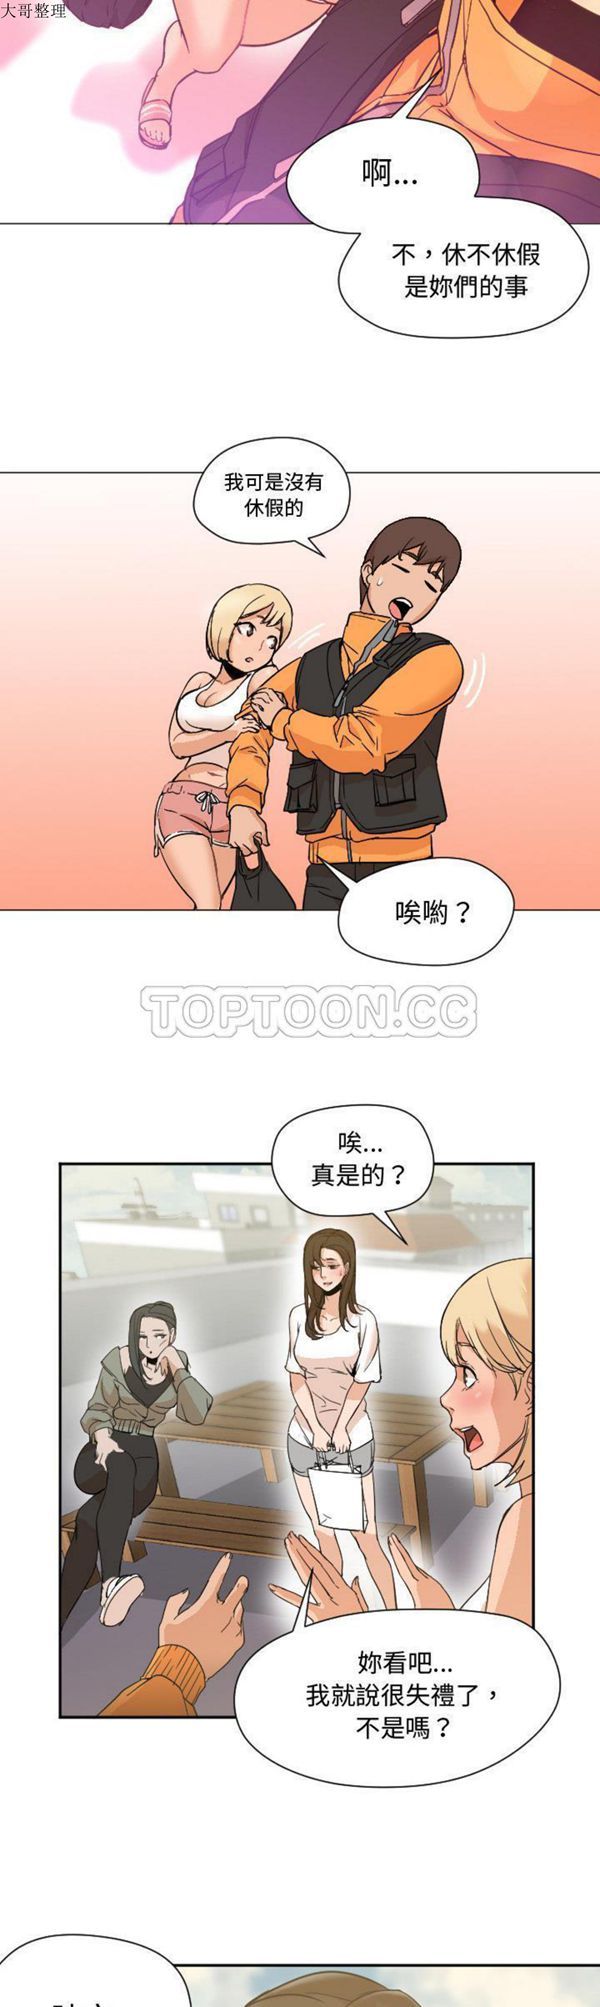 大哥整理
啊...
不，休不休假
是妳們的事
我可是沒有
休假的
唉喲？
TOPTOON.CC
唉...
真是的？
妳看吧...
我就說很失禮了，
不是嗎？